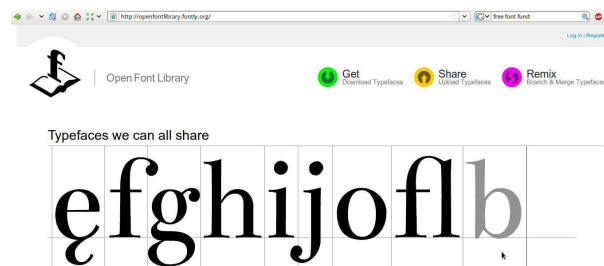 http://openfontlibrary.fontly.org/
free font fund
Log in | Registe
Open Font Library
Get
Download Typefaces
Share
Upload Typefaces
Remix
Branch & Merge Typeface
Typefaces we can all share
ęfghijoflb